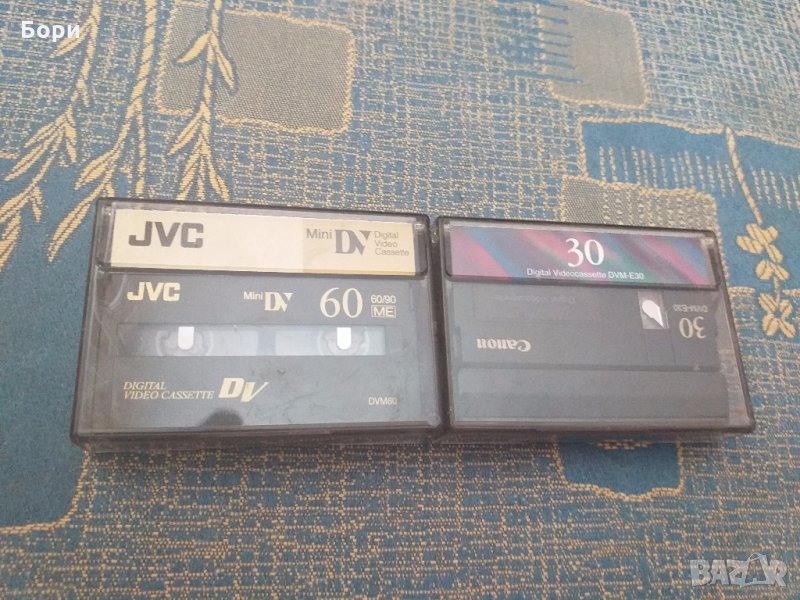 Бори
JVC
Mini DV Digital Video Cassette
JVC
Mini DV 60 60/90 ME
DIGITAL VIDEO CASSETTE DV
DVM60
30
Digital Videocassette DVM-E30
30 DVM-E30
Canon
BAZAR